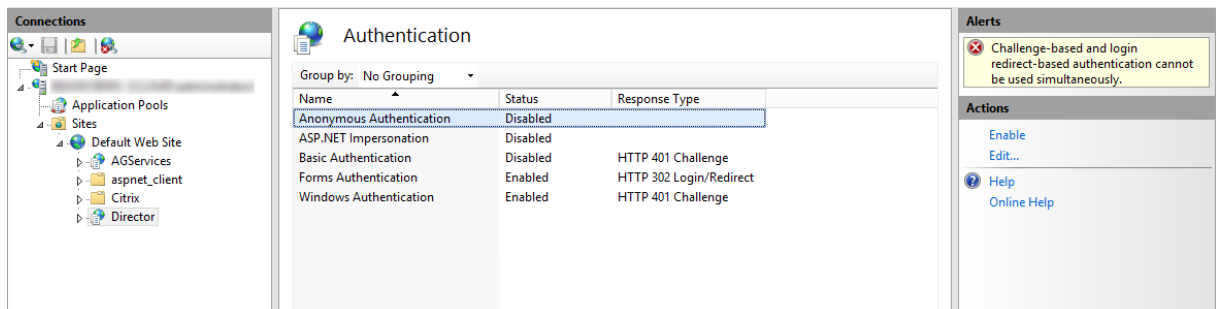 Connections
Start Page
Application Pools
Sites
Default Web Site
AGServices
aspnet_client
Citrix
Director
Authentication
Group by: No Grouping
Name Status Response Type
Anonymous Authentication Disabled
ASP.NET Impersonation Disabled
Basic Authentication Disabled HTTP 401 Challenge
Forms Authentication Enabled HTTP 302 Login/Redirect
Windows Authentication Enabled HTTP 401 Challenge
Alerts
Challenge-based and login
redirect-based authentication cannot
be used simultaneously.
Actions
Enable
Edit...
Help
Online Help